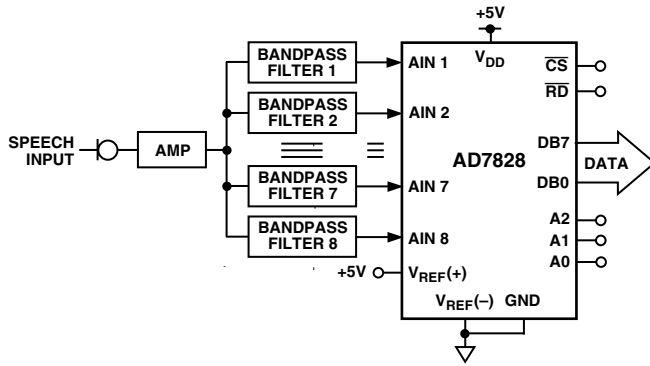 +5V
BANDPASS
FILTER 1
AIN 1
V_DD
CS
RD
BANDPASS
FILTER 2
AIN 2
SPEECH
INPUT
AMP
AD7828
DB7
DATA
DB0
BANDPASS
FILTER 7
AIN 7
BANDPASS
FILTER 8
AIN 8
A2
A1
A0
+5V
V_REF(+)
V_REF(–)
GND